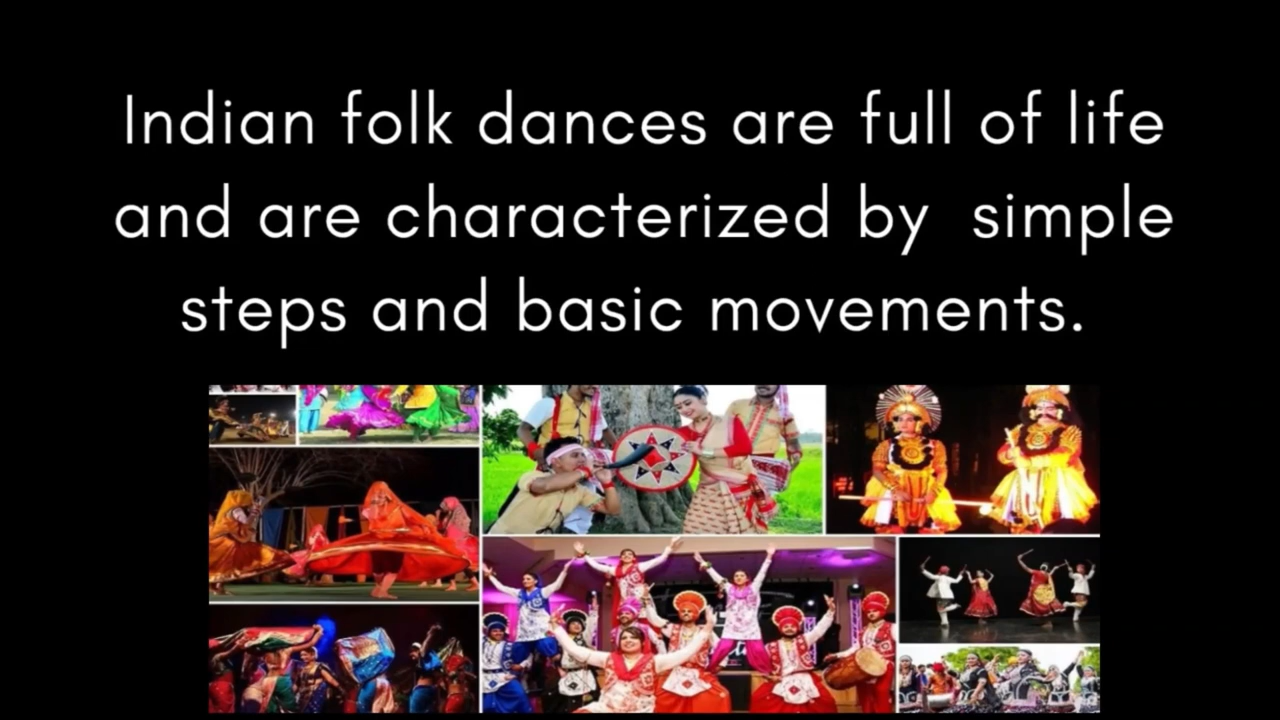 Indian folk dances are full of life
and are characterized by  simple
steps and basic movements.